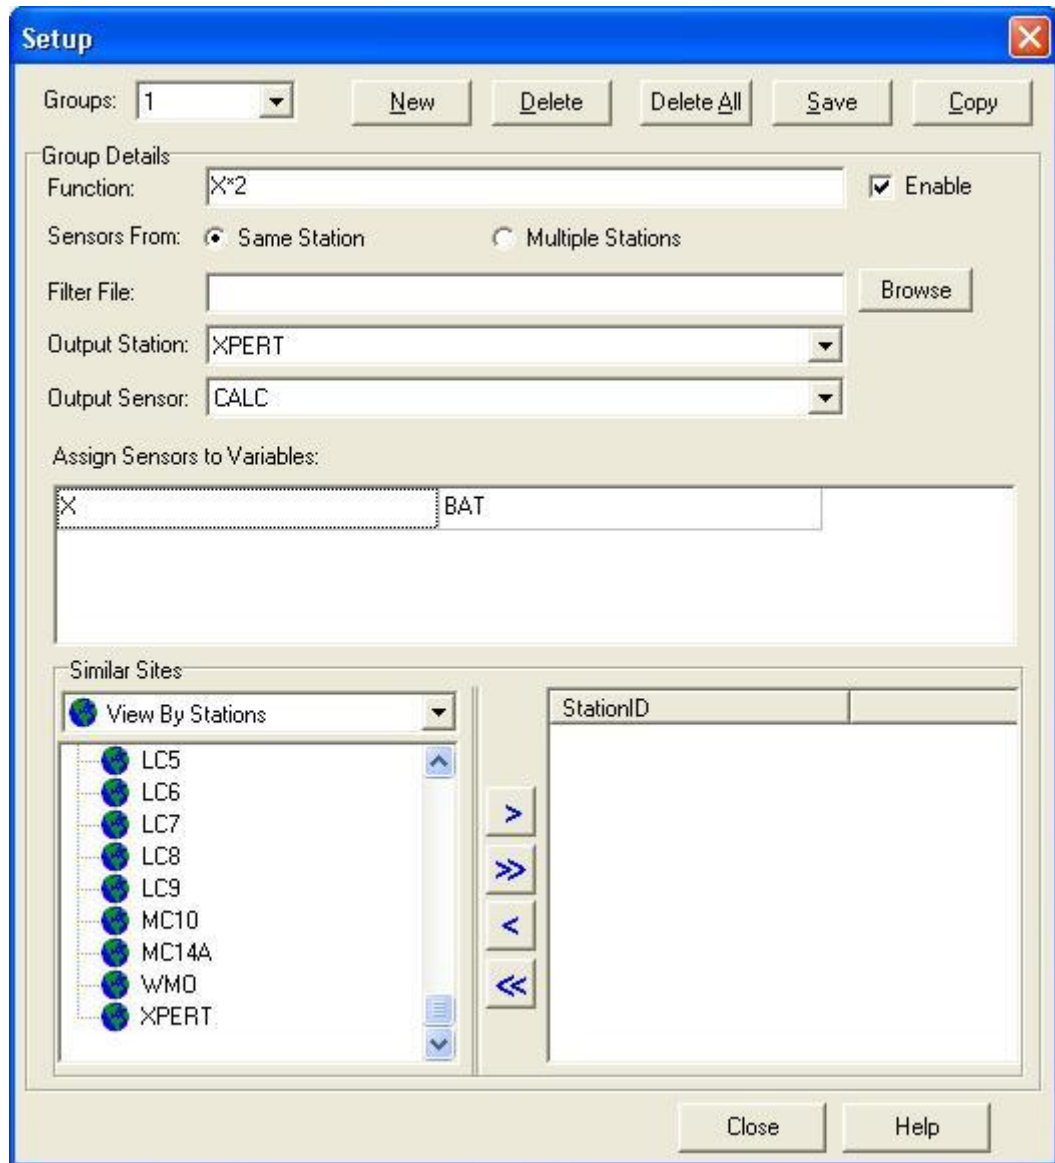 Setup
Groups: 1 New Delete Delete All Save Copy
Group Details
Function: X*2 Enable
Sensors From: Same Station Multiple Stations
Filter File: Browse
Output Station: XPERT
Output Sensor: CALC
Assign Sensors to Variables:
X BAT
Similar Sites
View By Stations
StationID
LC5
LC6
LC7
>
LC8
>>
LC9
MC10
<
MC14A
WMO
<<
XPERT
Close Help